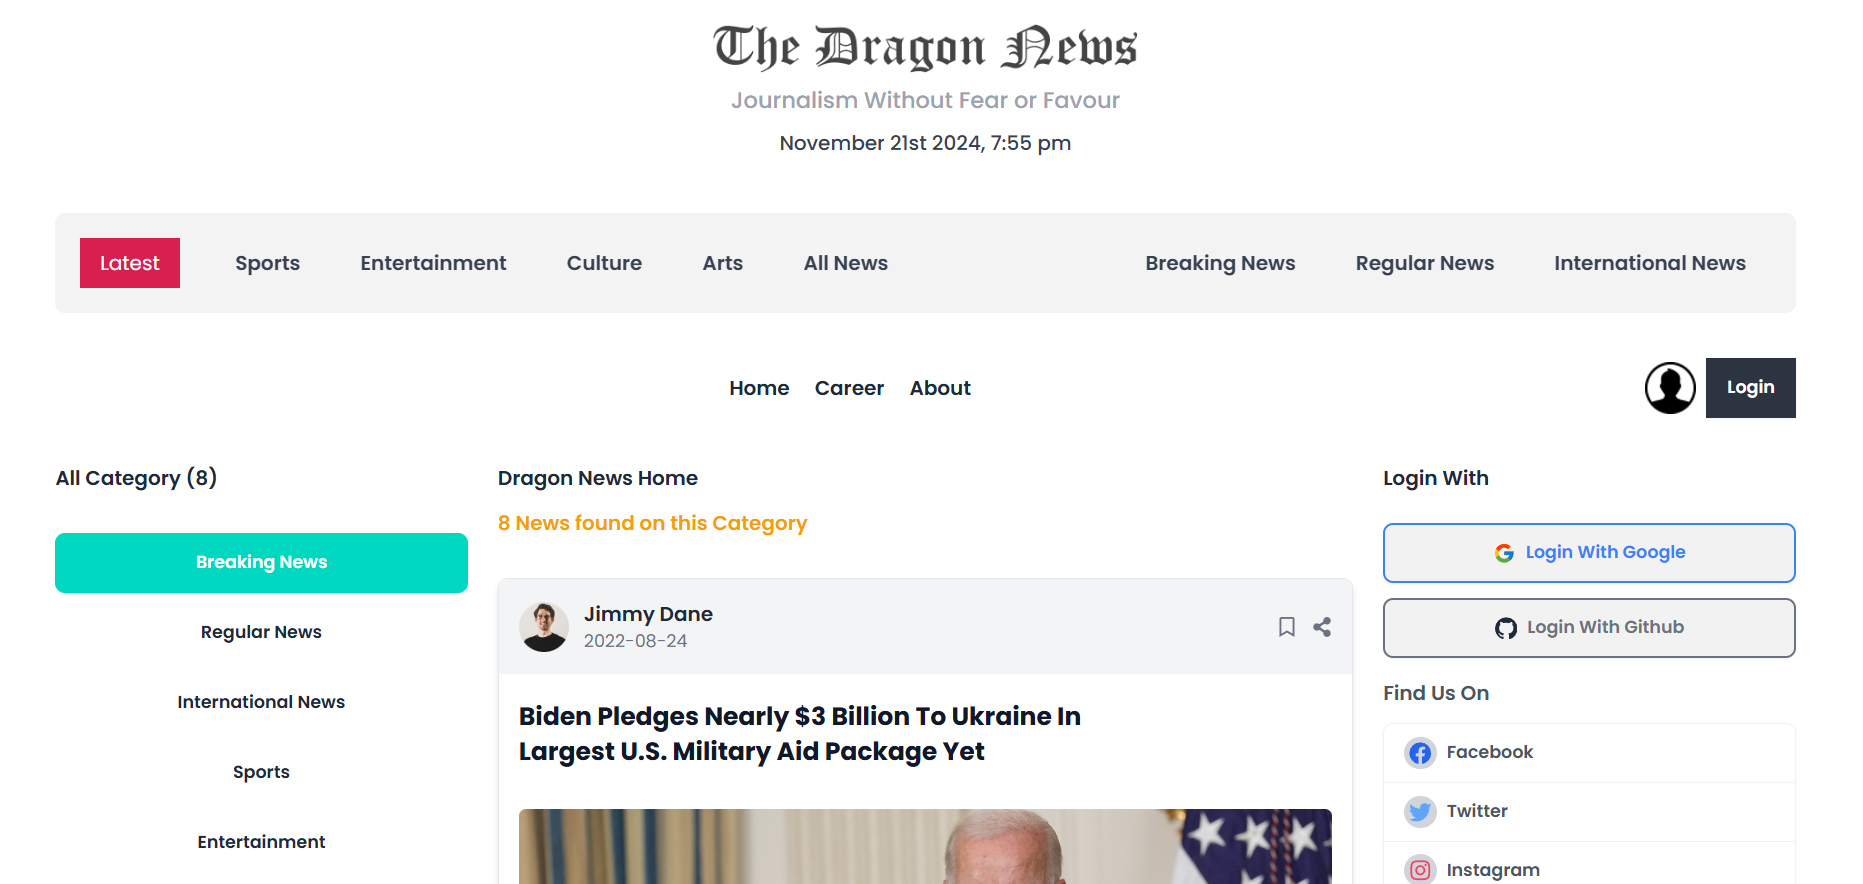 The Dragon News
Journalism Without Fear or Favour
November 21st 2024, 7:55 pm
Latest
Sports
Entertainment
Culture
Arts
All News
Breaking News
Regular News
International News
Home
Career
About
Login
All Category (8)
Breaking News
Regular News
International News
Sports
Entertainment
Dragon News Home
8 News found on this Category
Jimmy Dane
2022-08-24
Biden Pledges Nearly $3 Billion To Ukraine In
Largest U.S. Military Aid Package Yet
Login With
Login With Google
Login With Github
Find Us On
Facebook
Twitter
Instagram